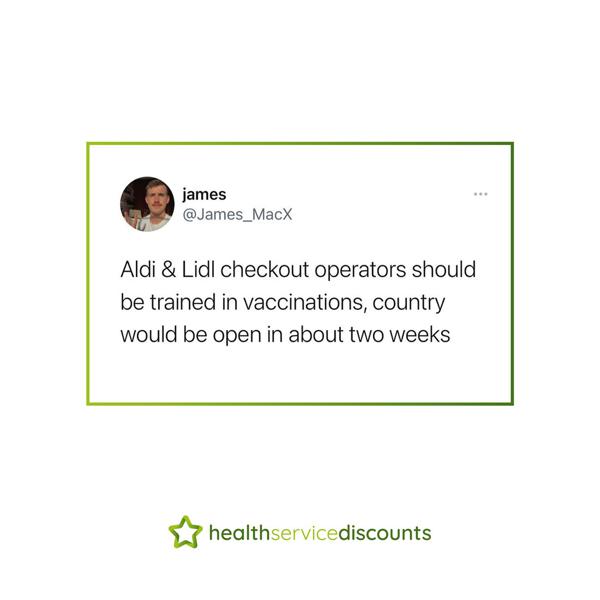 james
@James_MacX
Aldi & Lidl checkout operators should
be trained in vaccinations, country
would be open in about two weeks
healthservicediscounts